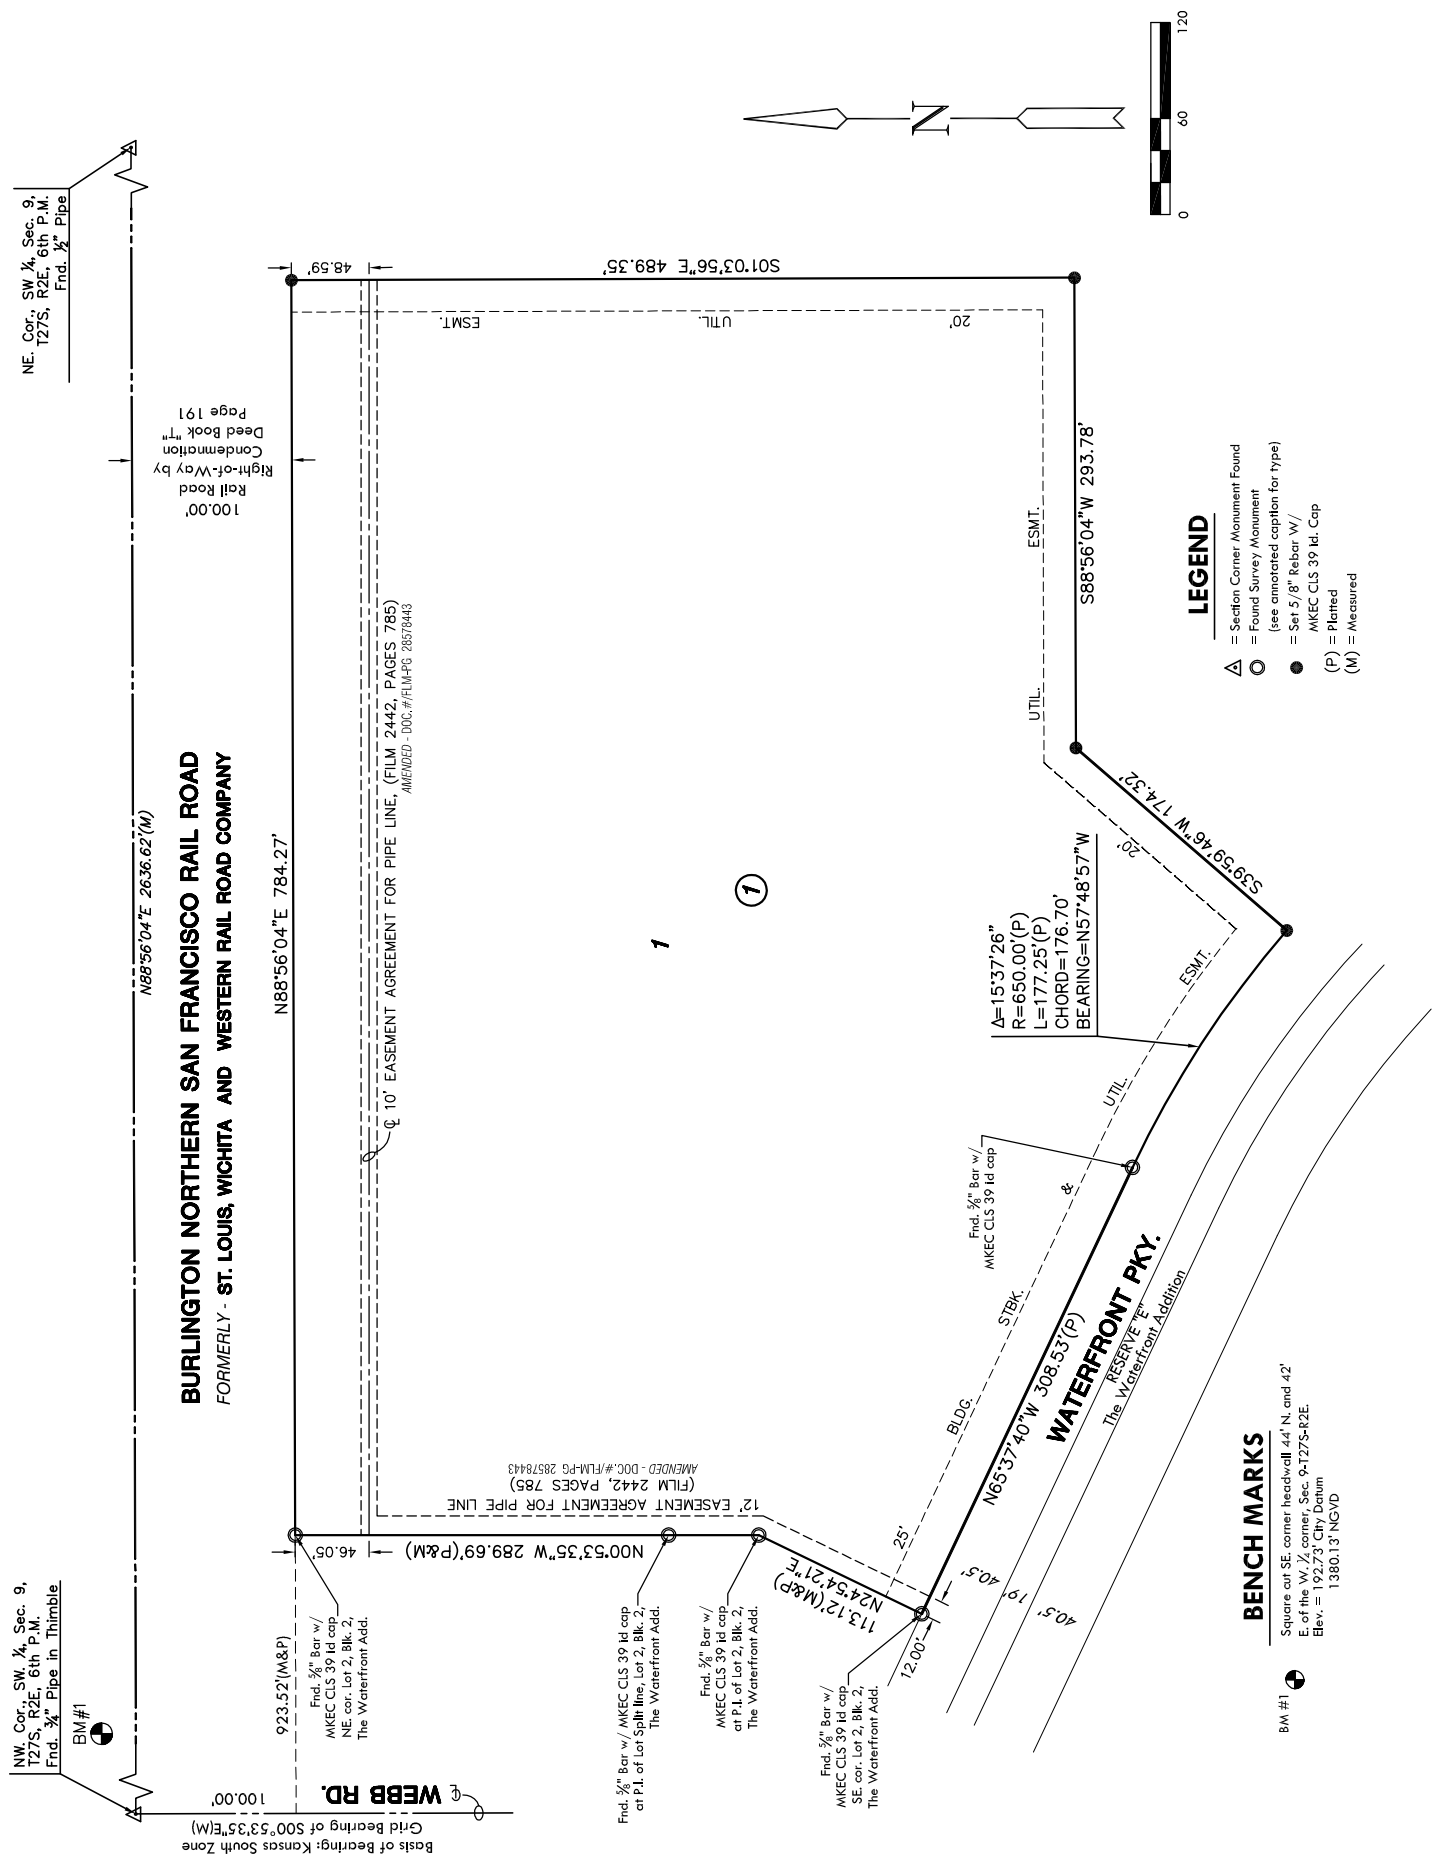 NW. Cor., SW. ¼, Sec. 9,
T27S, R2E, 6th P.M.
Fnd. ¾" Pipe in Thimble
BM#1
NE. Cor., SW ¼, Sec. 9,
T27S, R2E, 6th P.M.
Fnd. ½" Pipe
N88°56'04"E 2636.62'(M)
BURLINGTON NORTHERN SAN FRANCISCO RAIL ROAD
FORMERLY - ST. LOUIS, WICHITA AND WESTERN RAIL ROAD COMPANY
100.00'
Rail Road
Right-of-Way by
Condemnation
Deed Book "T"
Page 191
Basis of Bearing: Kansas South Zone
Grid Bearing of S00°53'35"E(M)
100.00'
WEBB RD.
℄
923.52'(M&P)
N88°56'04"E 784.27'
Fnd. ⅝" Bar w/
MKEC CLS 39 id cap
NE. cor. Lot 2, Blk. 2,
The Waterfront Add.
46.05'
48.59'
℄ 10' EASEMENT AGREEMENT FOR PIPE LINE, (FILM 2442, PAGES 785)
AMENDED - DOC.#/FLM-PG 28578443
N00°53'35"W 289.69'(P&M)
12' EASEMENT AGREEMENT FOR PIPE LINE
(FILM 2442, PAGES 785)
AMENDED - DOC.#/FLM-PG 28578443
S01°03'56"E 489.35'
20'
UTIL.
ESMT.
Fnd. ⅝" Bar w/ MKEC CLS 39 id cap
at P.I. of Lot Split line, Lot 2, Blk. 2,
The Waterfront Add.
Fnd. ⅝" Bar w/
MKEC CLS 39 id cap
at P.I. of Lot 2, Blk. 2,
The Waterfront Add.
1
1
N24°54'21"E
113.12'(M&P)
Fnd. ⅝" Bar w/
MKEC CLS 39 id cap
SE. cor. Lot 2, Blk. 2,
The Waterfront Add.
12.00'
25'
BLDG.
STBK.
&
UTIL.
ESMT.
20'
UTIL.
ESMT.
S88°56'04"W 293.78'
S39°59'46"W 174.32'
Δ=15°37'26"
R=650.00'(P)
L=177.25'(P)
CHORD=176.70'
BEARING=N57°48'57"W
Fnd. ⅝" Bar w/
MKEC CLS 39 id cap
N65°37'40"W 308.53'(P)
WATERFRONT PKY.
RESERVE "E"
The Waterfront Addition
40.5'
19'
40.5'
BENCH MARKS
BM #1
Square cut SE. corner headwall 44' N. and 42'
E. of the W. ¼ corner, Sec. 9-T27S-R2E.
Elev. = 192.73' City Datum
1380.13' NGVD
LEGEND
= Section Corner Monument Found
= Found Survey Monument
(see annotated caption for type)
= Set 5/8" Rebar W/
MKEC CLS 39 Id. Cap
(P) = Platted
(M) = Measured
N
0 60 120